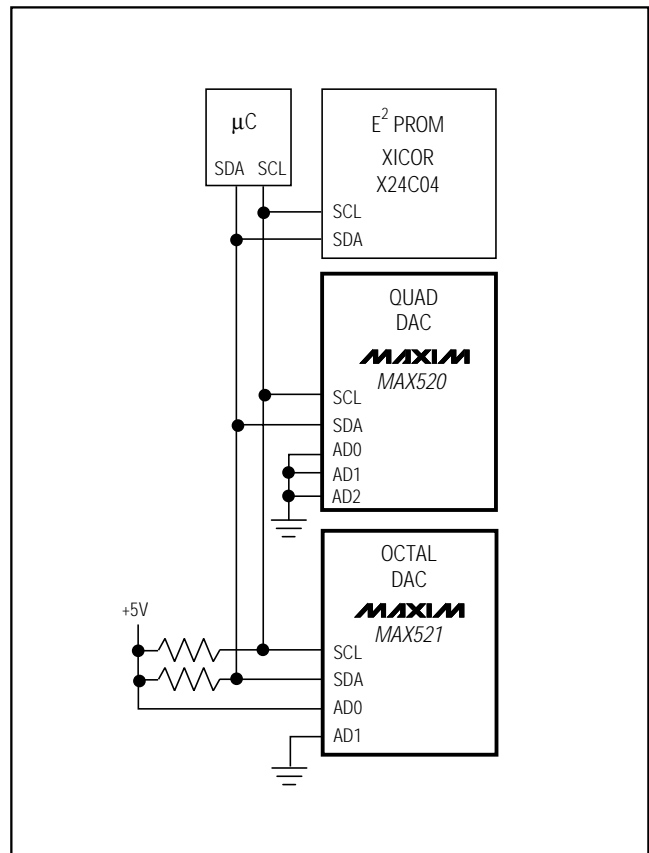 μC
SDA SCL
E² PROM
XICOR
X24C04
SCL
SDA
QUAD
DAC
MAXIM
MAX520
SCL
SDA
AD0
AD1
AD2
OCTAL
DAC
MAXIM
MAX521
+5V
SCL
SDA
AD0
AD1